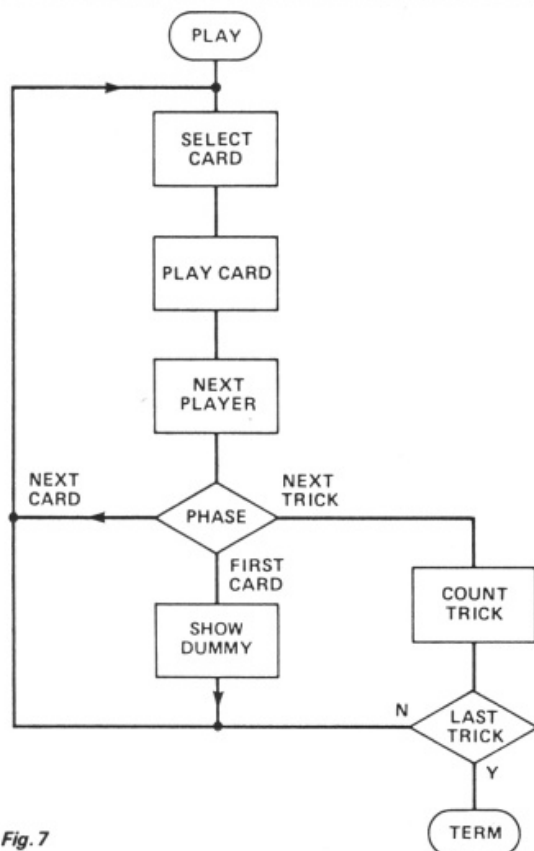 PLAY
SELECT
CARD
PLAY CARD
NEXT
PLAYER
NEXT
CARD
PHASE
NEXT
TRICK
FIRST
CARD
SHOW
DUMMY
COUNT
TRICK
N
LAST
TRICK
Y
TERM
Fig. 7